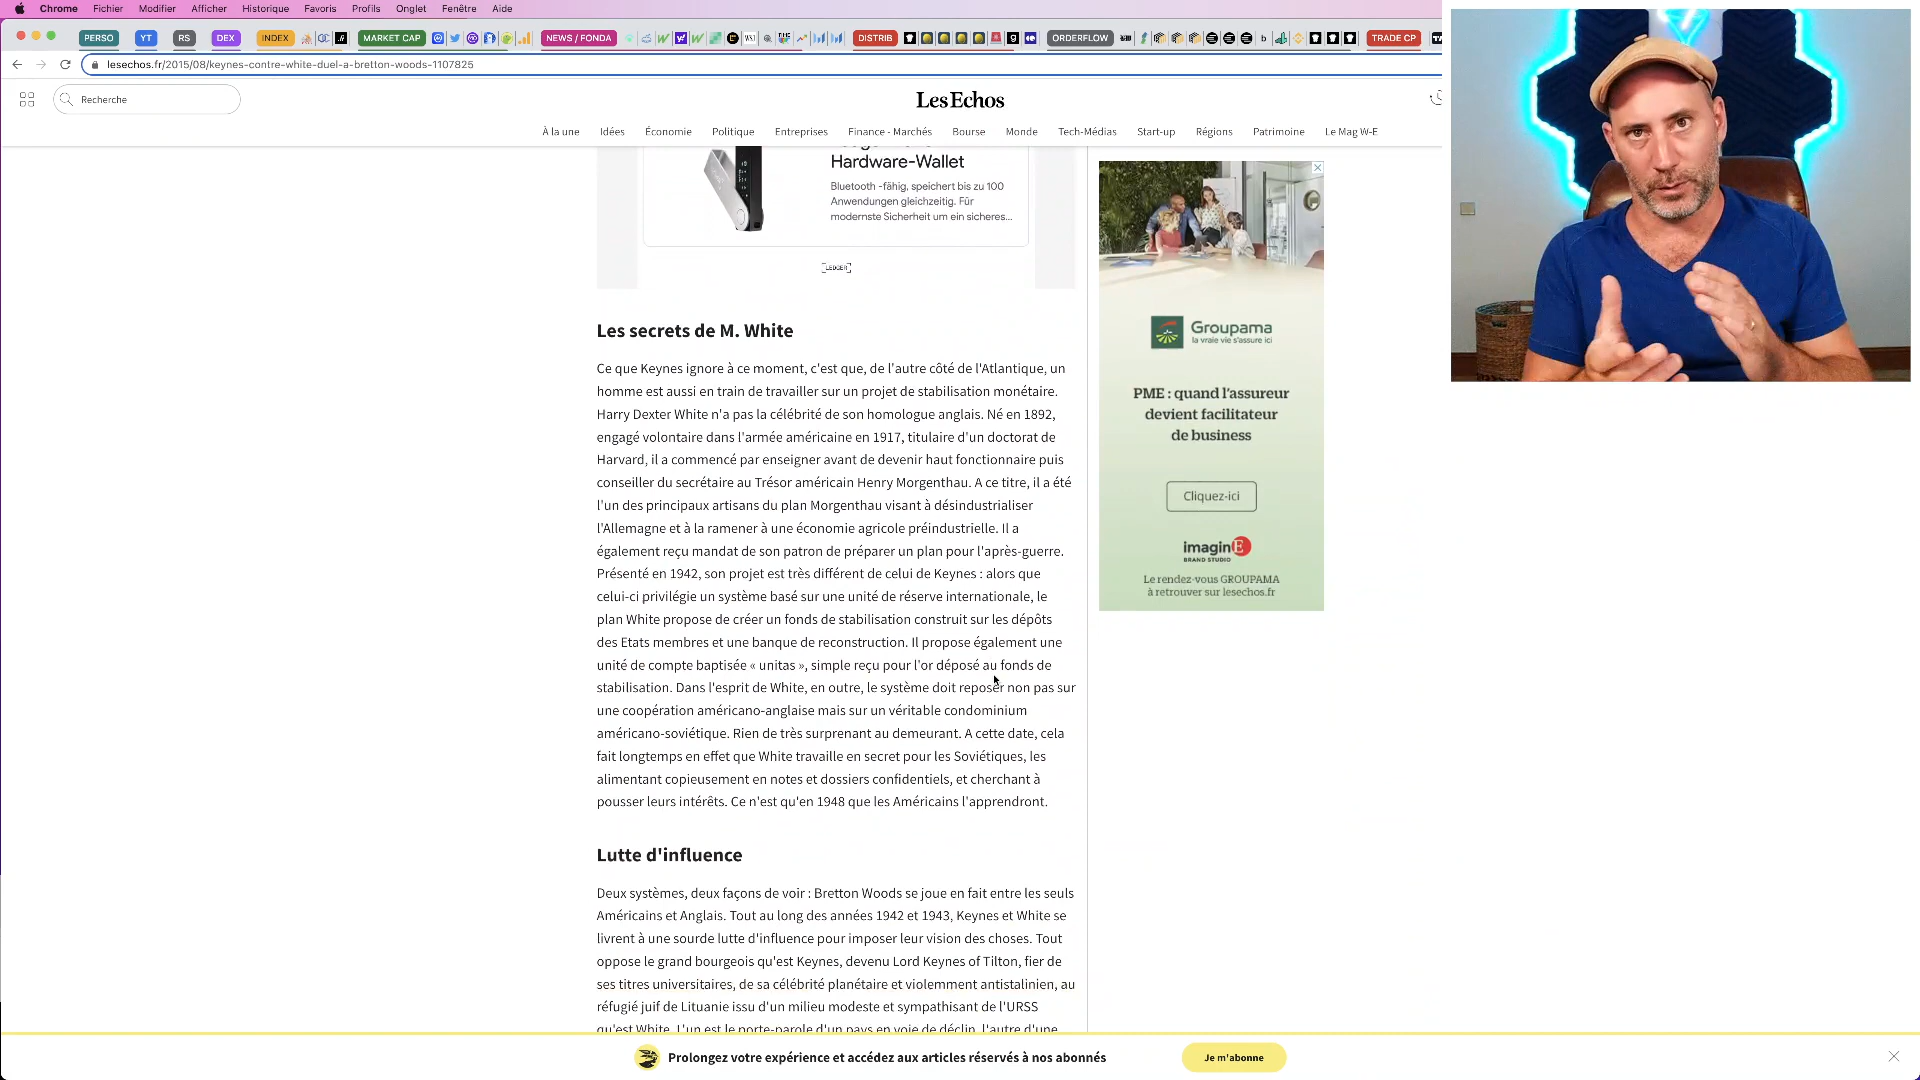 Chrome Fichier Modifier Afficher Historique Favoris Profils Onglet Fenêtre Aide
PERSO YT RS DEX INDEX MARKET CAP NEWS / FONDA DISTRIB ORDERFLOW TRADE CP
lesechos.fr/2015/08/keynes-contre-white-duel-a-bretton-woods-1107825
Recherche
Les Echos
À la une Idées Économie Politique Entreprises Finance - Marchés Bourse Monde Tech-Médias Start-up Régions Patrimoine Le Mag W-E
Hardware-Wallet
Bluetooth -fähig, speichert bis zu 100
Anwendungen gleichzeitig. Für
modernste Sicherheit um ein sicheres...
LEDGER
Les secrets de M. White
Ce que Keynes ignore à ce moment, c'est que, de l'autre côté de l'Atlantique, un
homme est aussi en train de travailler sur un projet de stabilisation monétaire.
Harry Dexter White n'a pas la célébrité de son homologue anglais. Né en 1892,
engagé volontaire dans l'armée américaine en 1917, titulaire d'un doctorat de
Harvard, il a commencé par enseigner avant de devenir haut fonctionnaire puis
conseiller du secrétaire au Trésor américain Henry Morgenthau. A ce titre, il a été
l'un des principaux artisans du plan Morgenthau visant à désindustrialiser
l'Allemagne et à la ramener à une économie agricole préindustrielle. Il a
également reçu mandat de son patron de préparer un plan pour l'après-guerre.
Présenté en 1942, son projet est très différent de celui de Keynes : alors que
celui-ci privilégie un système basé sur une unité de réserve internationale, le
plan White propose de créer un fonds de stabilisation construit sur les dépôts
des Etats membres et une banque de reconstruction. Il propose également une
unité de compte baptisée « unitas », simple reçu pour l'or déposé au fonds de
stabilisation. Dans l'esprit de White, en outre, le système doit reposer non pas sur
une coopération américano-anglaise mais sur un véritable condominium
américano-soviétique. Rien de très surprenant au demeurant. A cette date, cela
fait longtemps en effet que White travaille en secret pour les Soviétiques, les
alimentant copieusement en notes et dossiers confidentiels, et cherchant à
pousser leurs intérêts. Ce n'est qu'en 1948 que les Américains l'apprendront.
Lutte d'influence
Deux systèmes, deux façons de voir : Bretton Woods se joue en fait entre les seuls
Américains et Anglais. Tout au long des années 1942 et 1943, Keynes et White se
livrent à une sourde lutte d'influence pour imposer leur vision des choses. Tout
oppose le grand bourgeois qu'est Keynes, devenu Lord Keynes of Tilton, fier de
ses titres universitaires, de sa célébrité planétaire et violemment antistalinien, au
réfugié juif de Lituanie issu d'un milieu modeste et sympathisant de l'URSS
qu'est White. L'un est le porte-parole d'un pays en voie de déclin, l'autre d'une
Groupama
la vraie vie s'assure ici
PME : quand l'assureur
devient facilitateur
de business
Cliquez-ici
imaginE
BRAND STUDIO
Le rendez-vous GROUPAMA
à retrouver sur lesechos.fr
Prolongez votre expérience et accédez aux articles réservés à nos abonnés
Je m'abonne